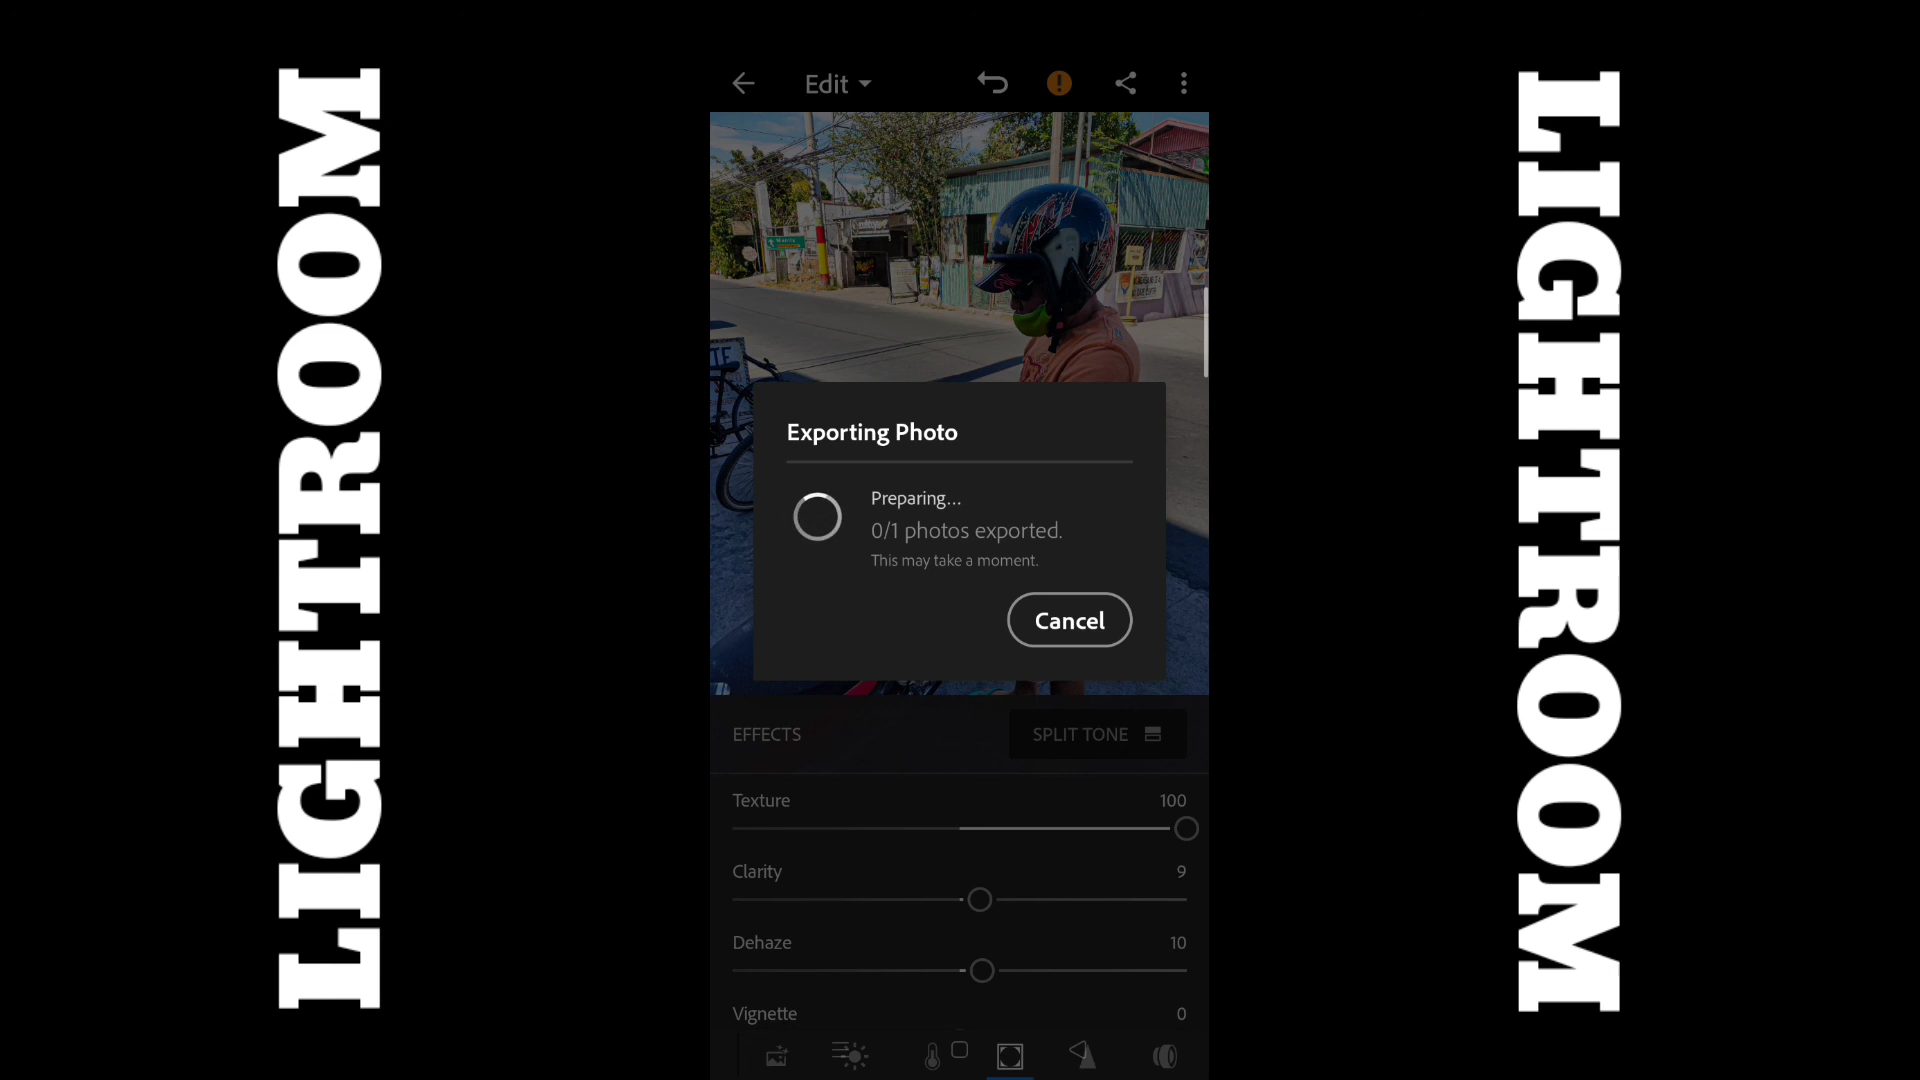 LIGHTROOM
Edit
Exporting Photo
Preparing...
0/1 photos exported.
This may take a moment.
Cancel
EFFECTS
SPLIT TONE
Texture
100
Clarity
9
Dehaze
10
Vignette
0
LIGHTROOM